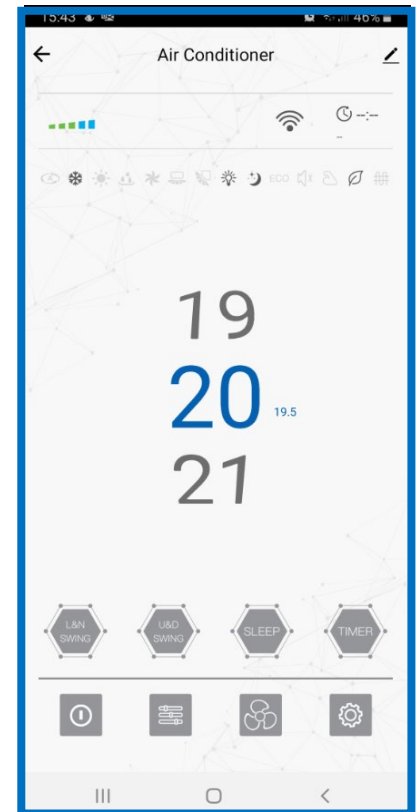 15:43 46%
Air Conditioner
--:--
--
A ECO
19
20 19.5
21
L&N SWING U&D SWING SLEEP TIMER